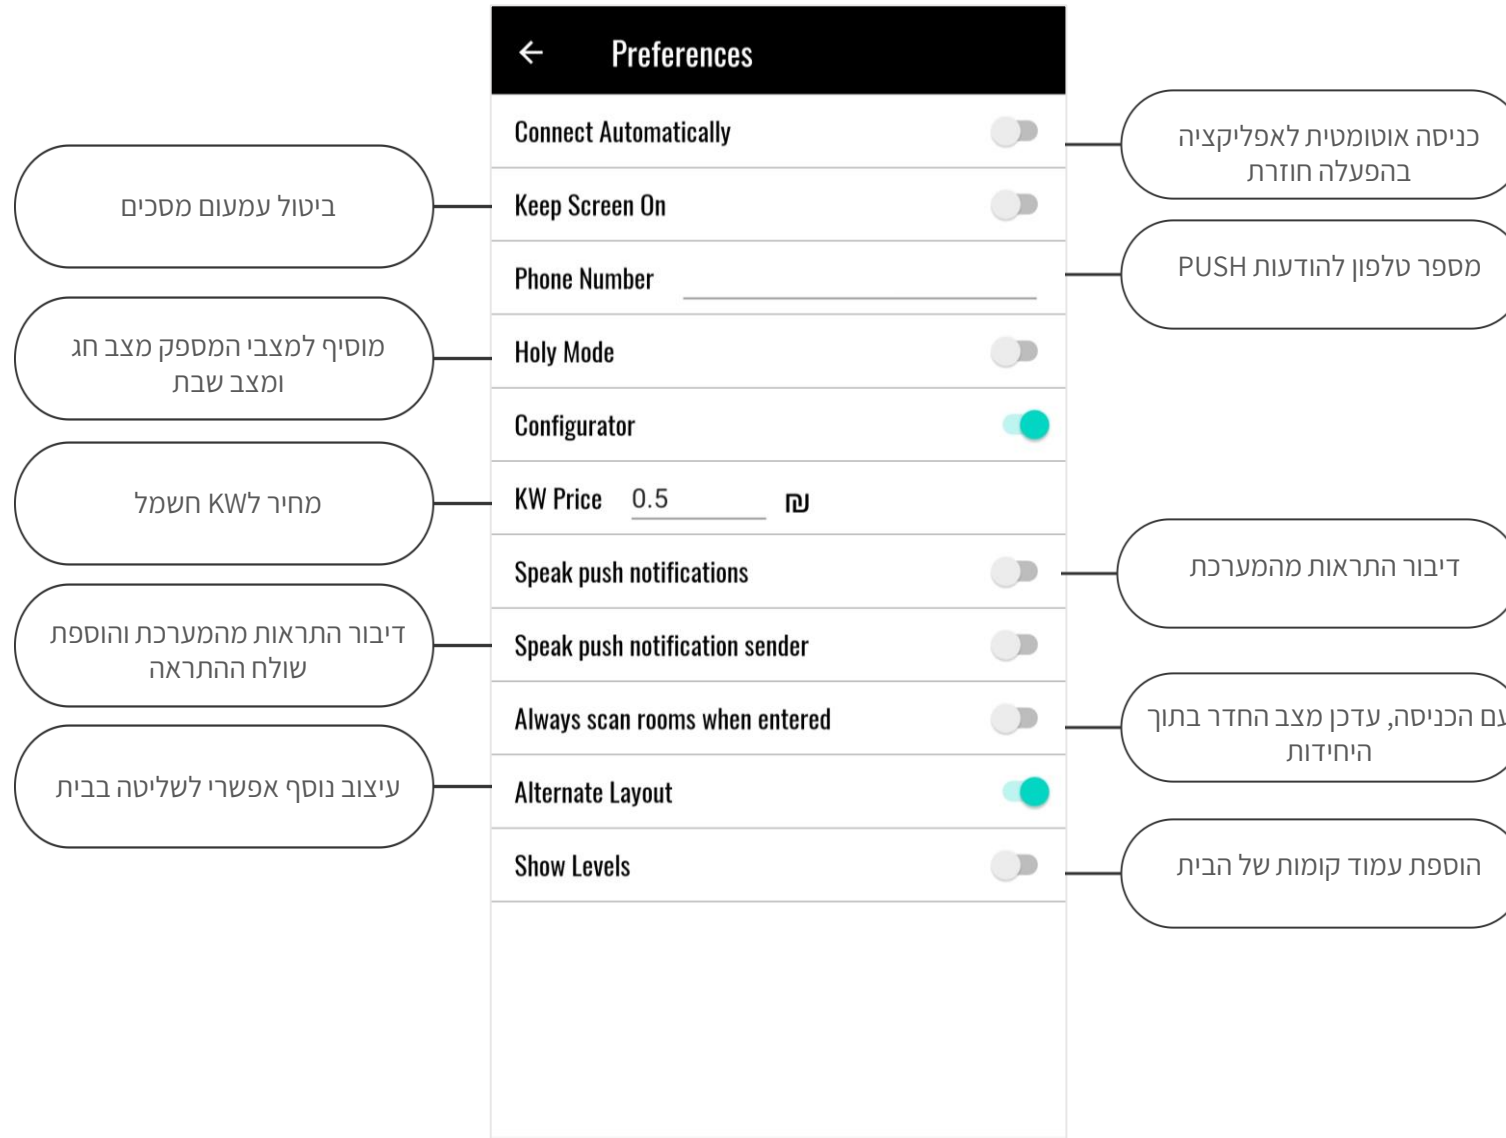 Preferences
Connect Automatically
כניסה אוטומטית לאפליקציה
בהפעלה חוזרת
ביטול עמעום מסכים
Keep Screen On
Phone Number
מספר טלפון להודעות PUSH
מוסיף למצבי המספק מצב חג
ומצב שבת
Holy Mode
Configurator
מחיר לKW חשמל
KW Price 0.5 ₪
Speak push notifications
דיבור התראות מהמערכת
דיבור התראות מהמערכת והוספת
שולח ההתראה
Speak push notification sender
Always scan rooms when entered
עם הכניסה, עדכן מצב החדר בתוך
היחידות
עיצוב נוסף אפשרי לשליטה בבית
Alternate Layout
Show Levels
הוספת עמוד קומות של הבית